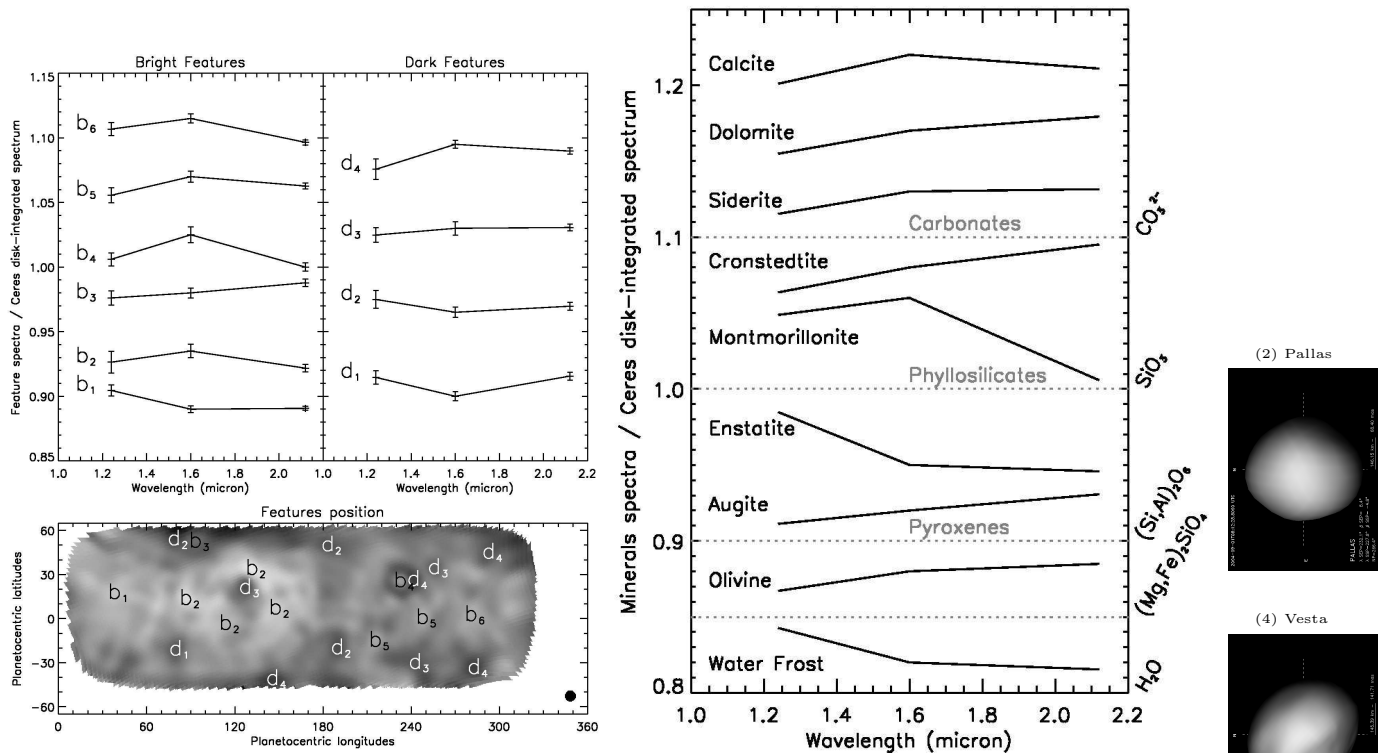 Bright Features
Dark Features
Feature spectra / Ceres disk-integrated spectrum
1.15
1.10
1.05
1.00
0.95
0.90
0.85
b₆
b₅
b₄
b₃
b₂
b₁
d₄
d₃
d₂
d₁
1.0 1.2 1.4 1.6 1.8 2.0 1.0 1.2 1.4 1.6 1.8 2.0 2.2
Wavelength (micron) Wavelength (micron)
Features position
Planetocentric latitudes
60
30
0
−30
−60
d₂ b₃ d₂ d₄
b₂ d₃
b₁ d₃ b₄ d₄
b₂ b₂ b₂ b₀ b₆
d₁ d₂ b₅ d₃ d₄
d₄
0 60 120 180 240 300 360
Planetocentric longitudes
Minerals spectra / Ceres disk-integrated spectrum
1.2
1.1
1.0
0.9
0.8
Calcite
Dolomite
Siderite
Carbonates
Cronstedtite
Montmorillonite
Phyllosilicates
Enstatite
Augite
Pyroxenes
Olivine
Water Frost
CO₃²⁻
SiO₃
(Si,Al)₂O₆
(Mg,Fe)₂SiO₄
H₂O
1.0 1.2 1.4 1.6 1.8 2.0 2.2
Wavelength (micron)
(2) Pallas
PALLAS
(4) Vesta